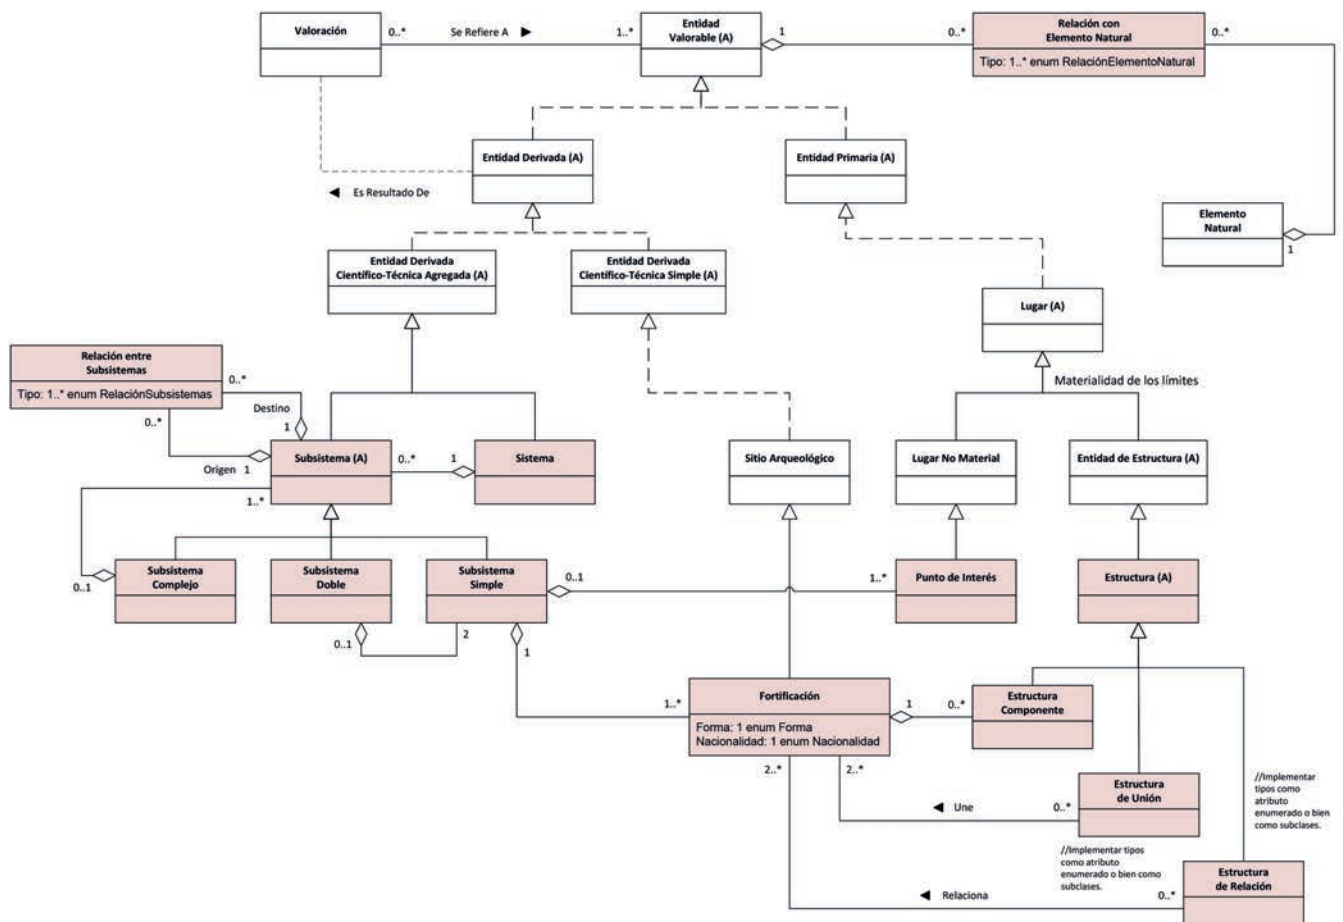 Valoración
0..*
Se Refiere A
1..*
Entidad
Valorable (A)
1
0..*
Relación con
Elemento Natural
Tipo: 1..* enum RelaciónElementoNatural
0..*
Entidad Derivada (A)
Entidad Primaria (A)
Es Resultado De
Elemento
Natural
1
Entidad Derivada
Científico-Técnica Agregada (A)
Entidad Derivada
Científico-Técnica Simple (A)
Lugar (A)
Relación entre
Subsistemas
Tipo: 1..* enum RelaciónSubsistemas
0..*
Materialidad de los límites
Destino
0..*
1
Origen 1
Subsistema (A)
0..*
1
Sistema
Sitio Arqueológico
Lugar No Material
Entidad de Estructura (A)
1..*
Subsistema
Complejo
0..1
Subsistema
Doble
Subsistema
Simple
0..1
1..*
Punto de Interés
Estructura (A)
0..1
2
1
1..*
Fortificación
Forma: 1 enum Forma
Nacionalidad: 1 enum Nacionalidad
1
0..*
Estructura
Componente
2..*
2..*
Une
0..*
Estructura
de Unión
//Implementar
tipos como
atributo
enumerado o bien
como subclases.
//Implementar tipos
como atributo
enumerado o bien como
subclases.
Relaciona
0..*
Estructura
de Relación